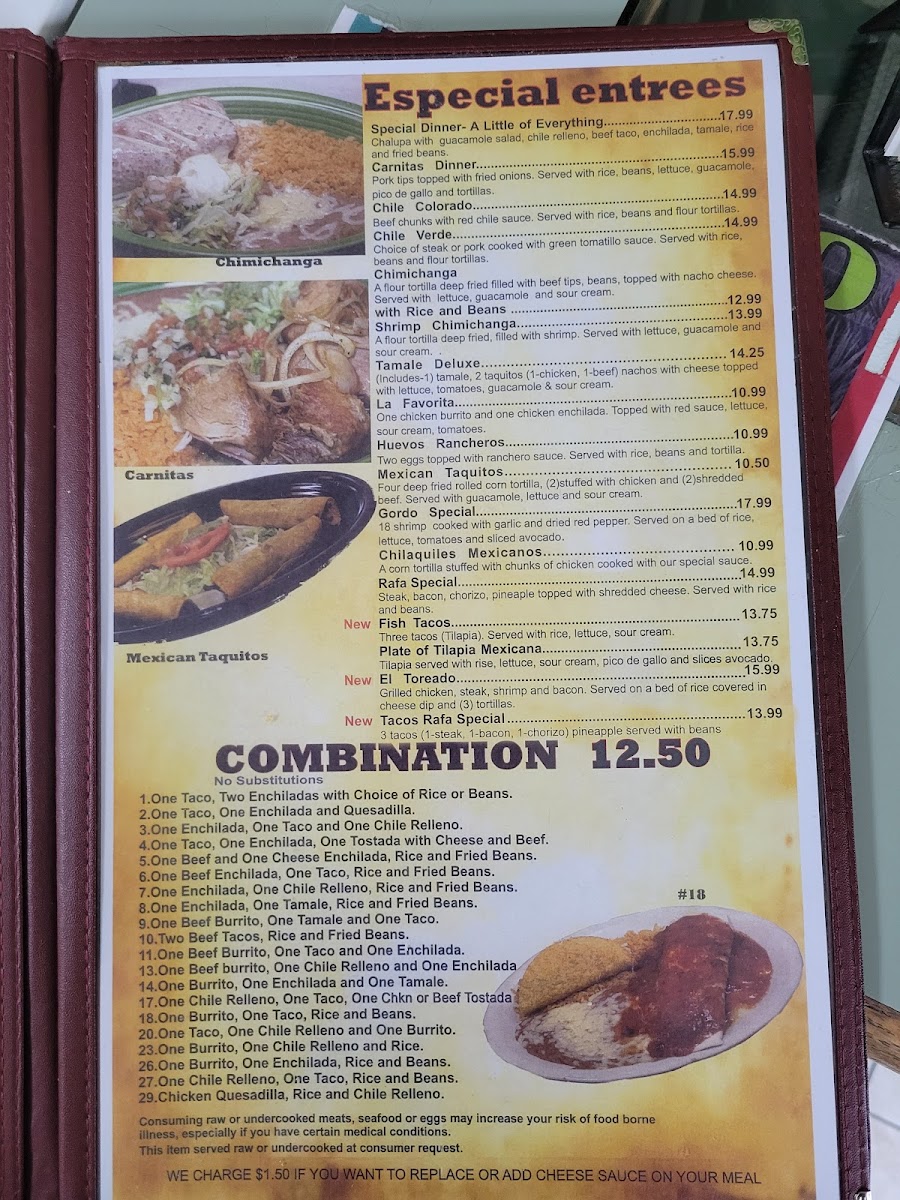 Especial entrees
Special Dinner- A Little of Everything.............................17.99
Chalupa with guacamole salad, chile relleno, beef taco, enchilada, tamale, rice
and fried beans.
Carnitas Dinner.............................15.99
Pork tips topped with fried onions. Served with rice, beans, lettuce, guacamole,
pico de gallo and tortillas.
Chile Colorado.............................14.99
Beef chunks with red chile sauce. Served with rice, beans and flour tortillas.
Chile Verde.............................14.99
Choice of steak or pork cooked with green tomatillo sauce. Served with rice,
beans and flour tortillas.
Chimichanga
A flour tortilla deep fried filled with beef tips, beans, topped with nacho cheese.
Served with lettuce, guacamole and sour cream.
with Rice and Beans .............................12.99
Shrimp Chimichanga.............................13.99
A flour tortilla deep fried, filled with shrimp. Served with lettuce, guacamole and
sour cream. .
Tamale Deluxe............................. 14.25
(Includes-1) tamale, 2 taquitos (1-chicken, 1-beef) nachos with cheese topped
with lettuce, tomatoes, guacamole & sour cream.
La Favorita.............................10.99
One chicken burrito and one chicken enchilada. Topped with red sauce, lettuce,
sour cream, tomatoes.
Huevos Rancheros.............................10.99
Two eggs topped with ranchero sauce. Served with rice, beans and tortilla.
Mexican Taquitos............................. 10.50
Four deep fried rolled corn tortilla, (2)stuffed with chicken and (2)shredded
beef. Served with guacamole, lettuce and sour cream.
Gordo Special.............................17.99
18 shrimp cooked with garlic and dried red pepper. Served on a bed of rice,
lettuce, tomatoes and sliced avocado.
Chilaquiles Mexicanos............................. 10.99
A corn tortilla stuffed with chunks of chicken cooked with our special sauce.
Rafa Special.............................14.99
Steak, bacon, chorizo, pineaple topped with shredded cheese. Served with rice
and beans.
New Fish Tacos.............................13.75
Three tacos (Tilapia). Served with rice, lettuce, sour cream.
Plate of Tilapia Mexicana.............................13.75
Tilapia served with rise, lettuce, sour cream, pico de gallo and slices avocado.
New El Toreado.............................15.99
Grilled chicken, steak, shrimp and bacon. Served on a bed of rice covered in
cheese dip and (3) tortillas.
New Tacos Rafa Special.............................13.99
3 tacos (1-steak, 1-bacon, 1-chorizo) pineaple served with beans
Chimichanga
Carnitas
Mexican Taquitos
COMBINATION 12.50
No Substitutions
1.One Taco, Two Enchiladas with Choice of Rice or Beans.
2.One Taco, One Enchilada and Quesadilla.
3.One Enchilada, One Taco and One Chile Relleno.
4.One Taco, One Enchilada, One Tostada with Cheese and Beef.
5.One Beef and One Cheese Enchilada, Rice and Fried Beans.
6.One Beef Enchilada, One Taco, Rice and Fried Beans.
7.One Enchilada, One Chile Relleno, Rice and Fried Beans.
8.One Enchilada, One Tamale, Rice and Fried Beans.
9.One Beef Burrito, One Tamale and One Taco.
10.Two Beef Tacos, Rice and Fried Beans.
11.One Beef Burrito, One Taco and One Enchilada.
13.One Beef burrito, One Chile Relleno and One Enchilada
14.One Burrito, One Enchilada and One Tamale.
17.One Chile Relleno, One Taco, One Chkn or Beef Tostada
18.One Burrito, One Taco, Rice and Beans.
20.One Taco, One Chile Relleno and One Burrito.
23.One Burrito, One Chile Relleno and Rice.
26.One Burrito, One Enchilada, Rice and Beans.
27.One Chile Relleno, One Taco, Rice and Beans.
29.Chicken Quesadilla, Rice and Chile Relleno.
#18
Consuming raw or undercooked meats, seafood or eggs may increase your risk of food borne
illness, especially if you have certain medical conditions.
This item served raw or undercooked at consumer request.
WE CHARGE $1.50 IF YOU WANT TO REPLACE OR ADD CHEESE SAUCE ON YOUR MEAL